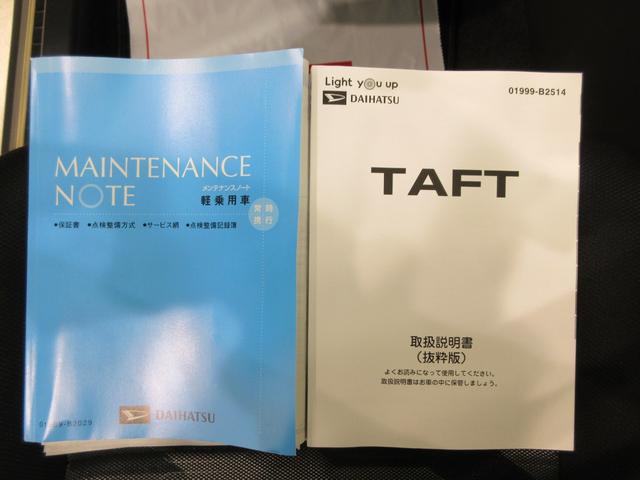 MAINTENANCE
NOTE
メンテナンスノート
軽乗用車
常時
携行
●保証書 ●点検整備方式 ●サービス網 ●点検整備記録簿
01999-B2029
DAIHATSU
Light you up
DAIHATSU
01999-B2514
TAFT
取扱説明書
（抜粋版）
よくお読みになって使用してください。
取扱説明書はお車の中に保管しましょう。